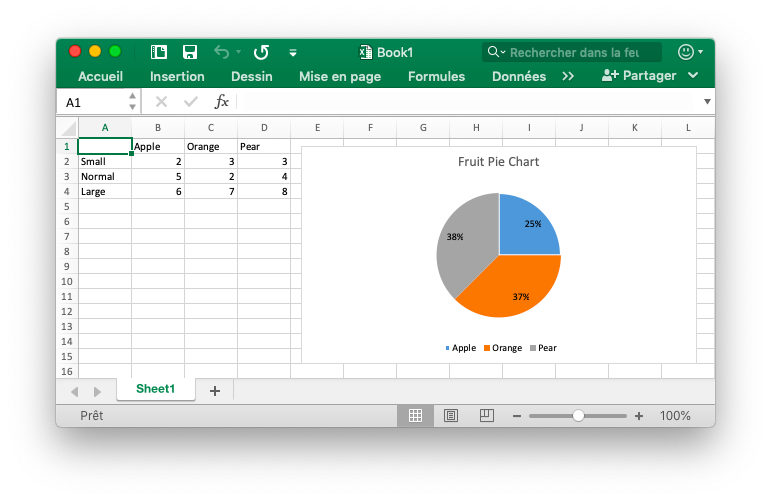 Book1
Rechercher dans la feu
Accueil Insertion Dessin Mise en page Formules Données >> Partager
A1 fx
A B C D E F G H I J K L
1 Apple Orange Pear
2 Small 2 3 3
3 Normal 5 2 4
4 Large 6 7 8
5
6
7
8
9
10
11
12
13
14
15
16
Fruit Pie Chart
25%
38%
37%
Apple Orange Pear
Sheet1 +
Prêt − + 100%